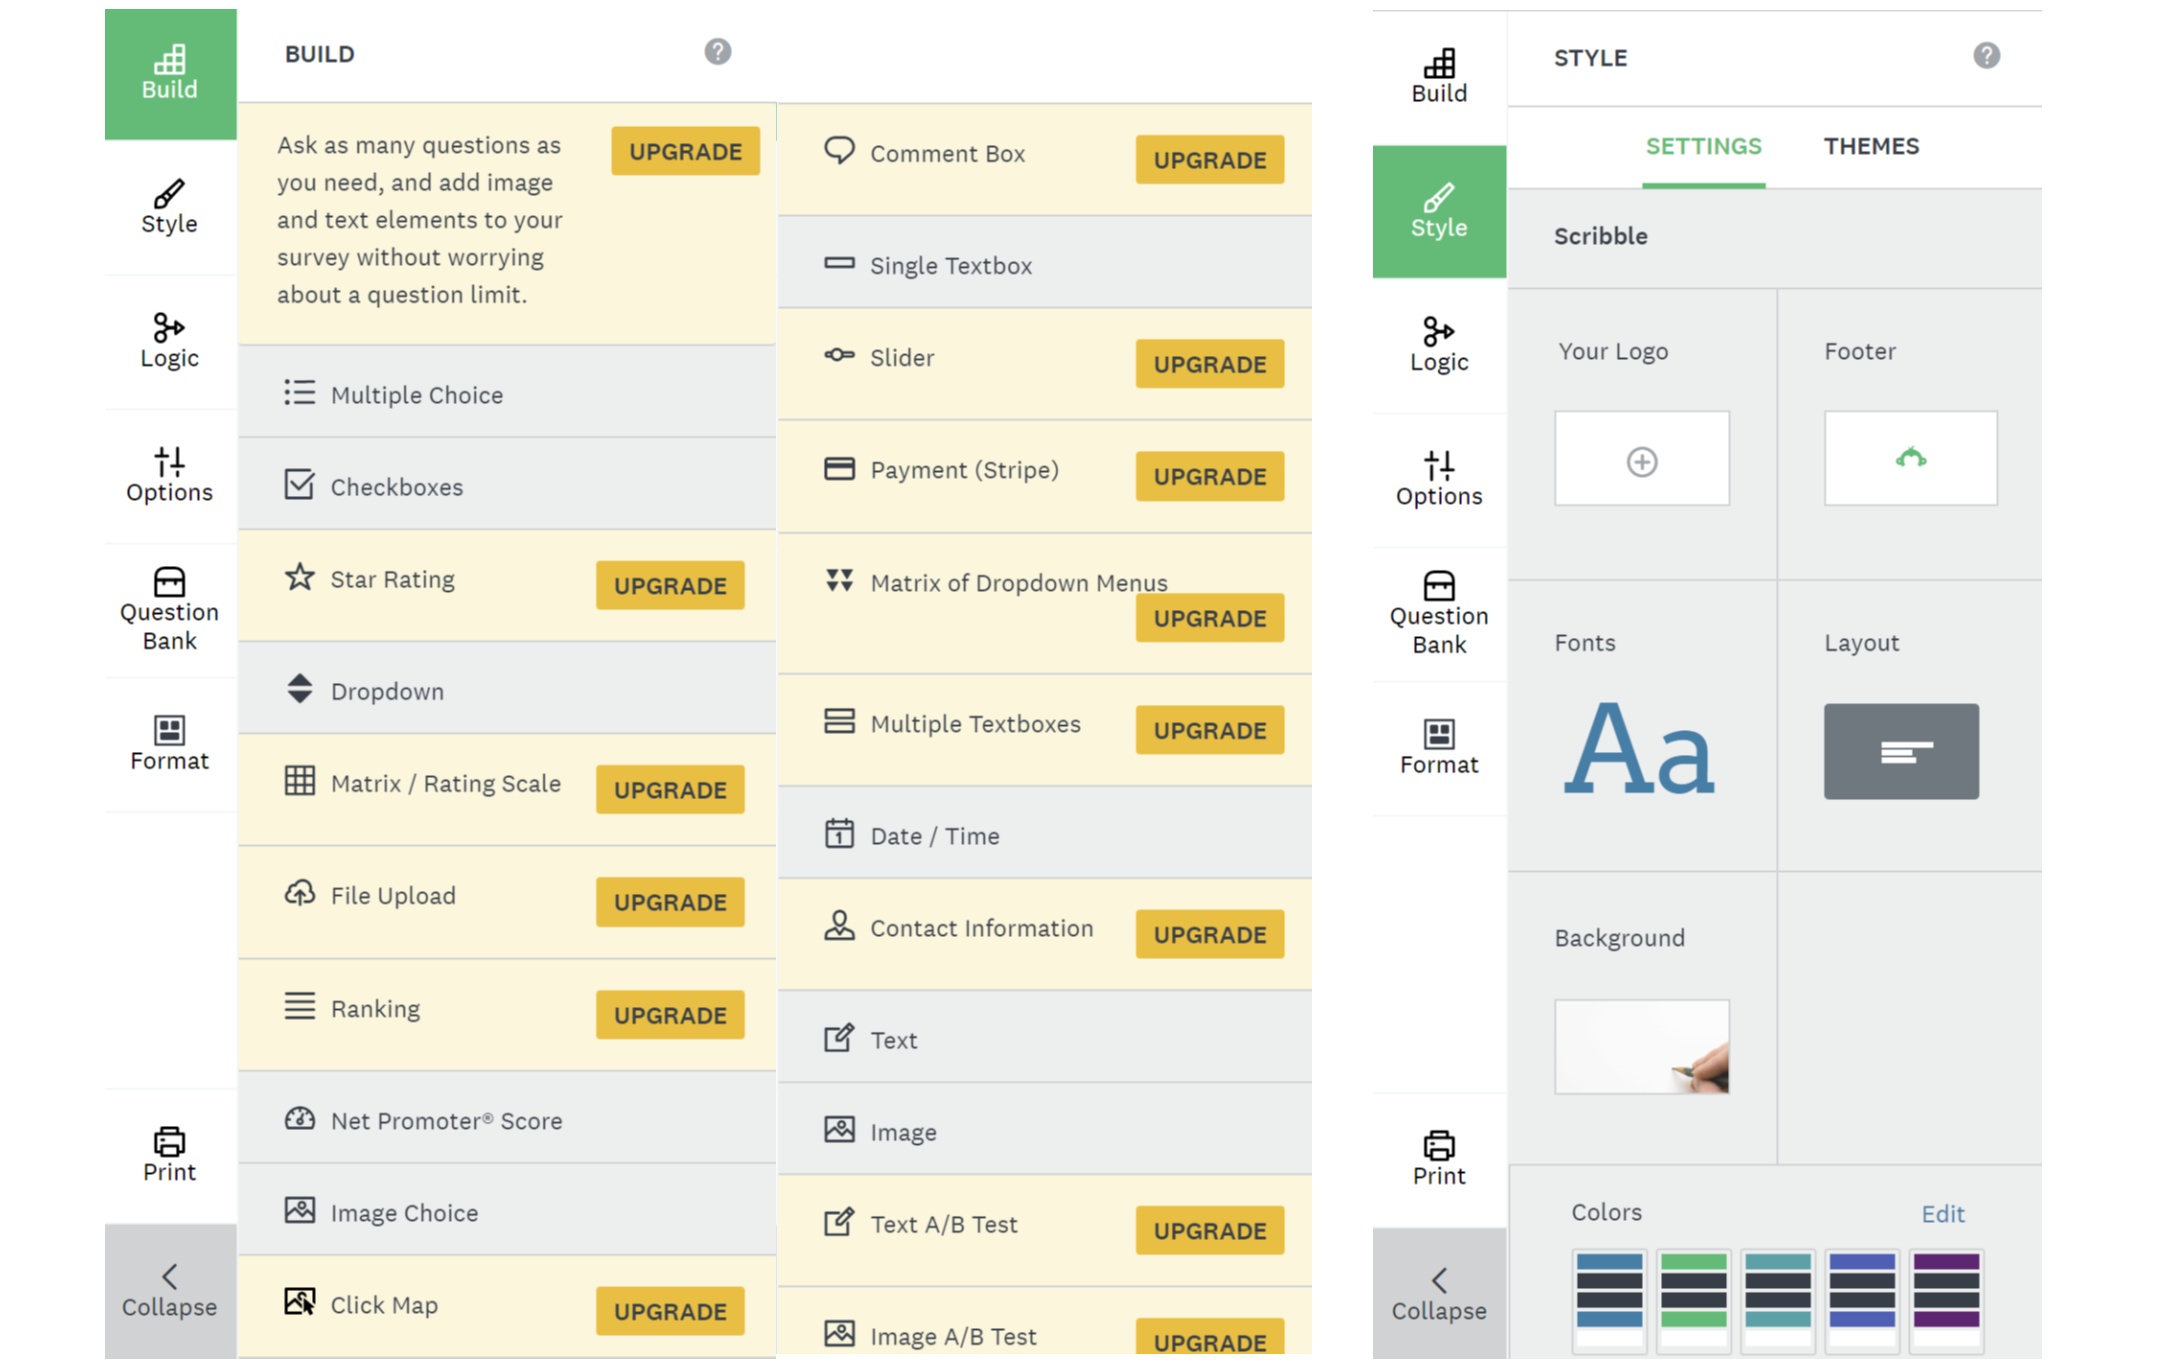 Build
Style
Logic
Options
Question
Bank
Format
Print
Collapse
BUILD
?
Ask as many questions as
you need, and add image
and text elements to your
survey without worrying
about a question limit.
UPGRADE
Multiple Choice
Checkboxes
Star Rating UPGRADE
Dropdown
Matrix / Rating Scale UPGRADE
File Upload UPGRADE
Ranking UPGRADE
Net Promoter® Score
Image Choice
Click Map UPGRADE
Comment Box UPGRADE
Single Textbox
Slider UPGRADE
Payment (Stripe) UPGRADE
Matrix of Dropdown Menus
UPGRADE
Multiple Textboxes UPGRADE
1 Date / Time
Contact Information UPGRADE
Text
Image
Text A/B Test UPGRADE
Image A/B Test UPGRADE
Build
Style
Logic
Options
Question
Bank
Format
Print
Collapse
STYLE
?
SETTINGS THEMES
Scribble
Your Logo Footer
Fonts Layout
Aa
Background
Colors Edit